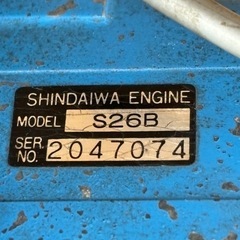 SHINDAIWA ENGINE
MODEL S26B
SER. NO. 2047074